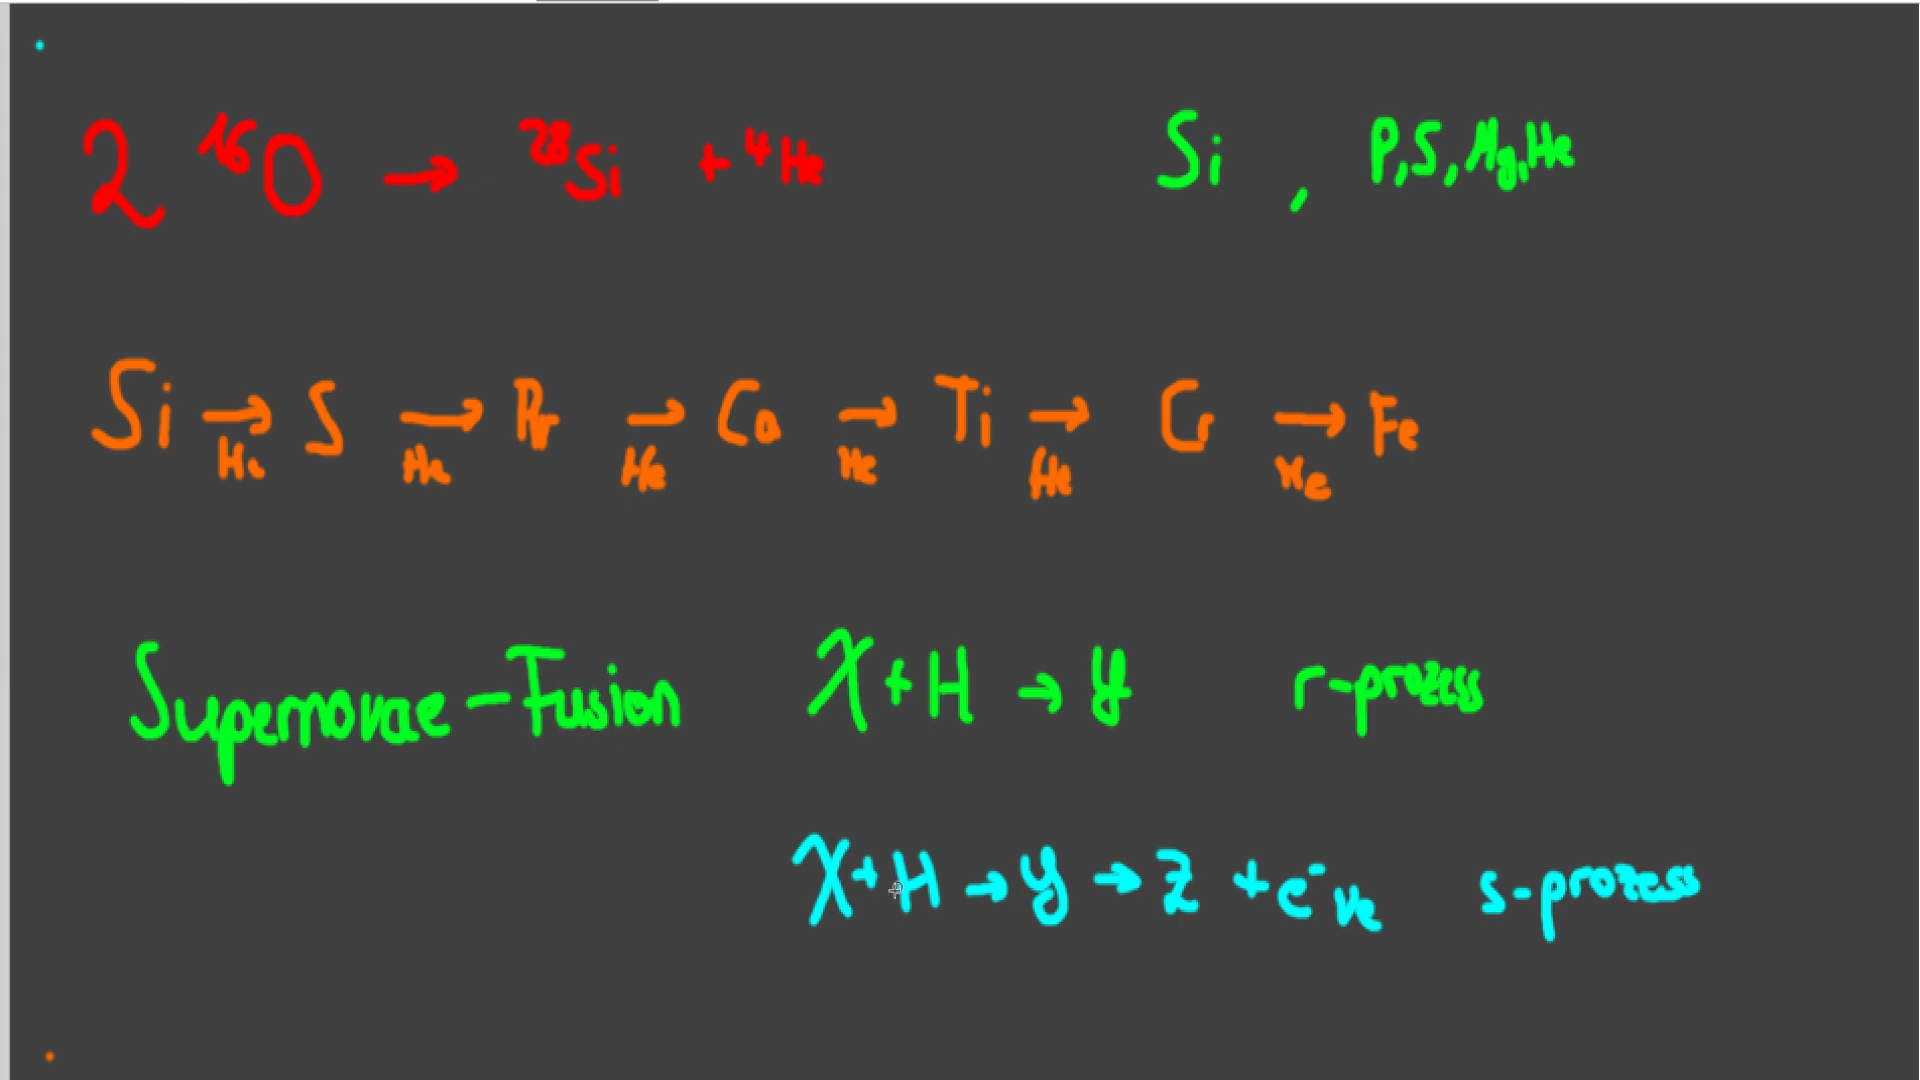 2 ¹⁶O → ²⁸Si + ⁴He Si , P, S, Mg, He
Si → S → Ar → Ca → Ti → Cr → Fe
He He He He He He
Supernovae-Fusion X + H → Y r-prozess
X + H → Y → Z + e⁻ νe s-prozess